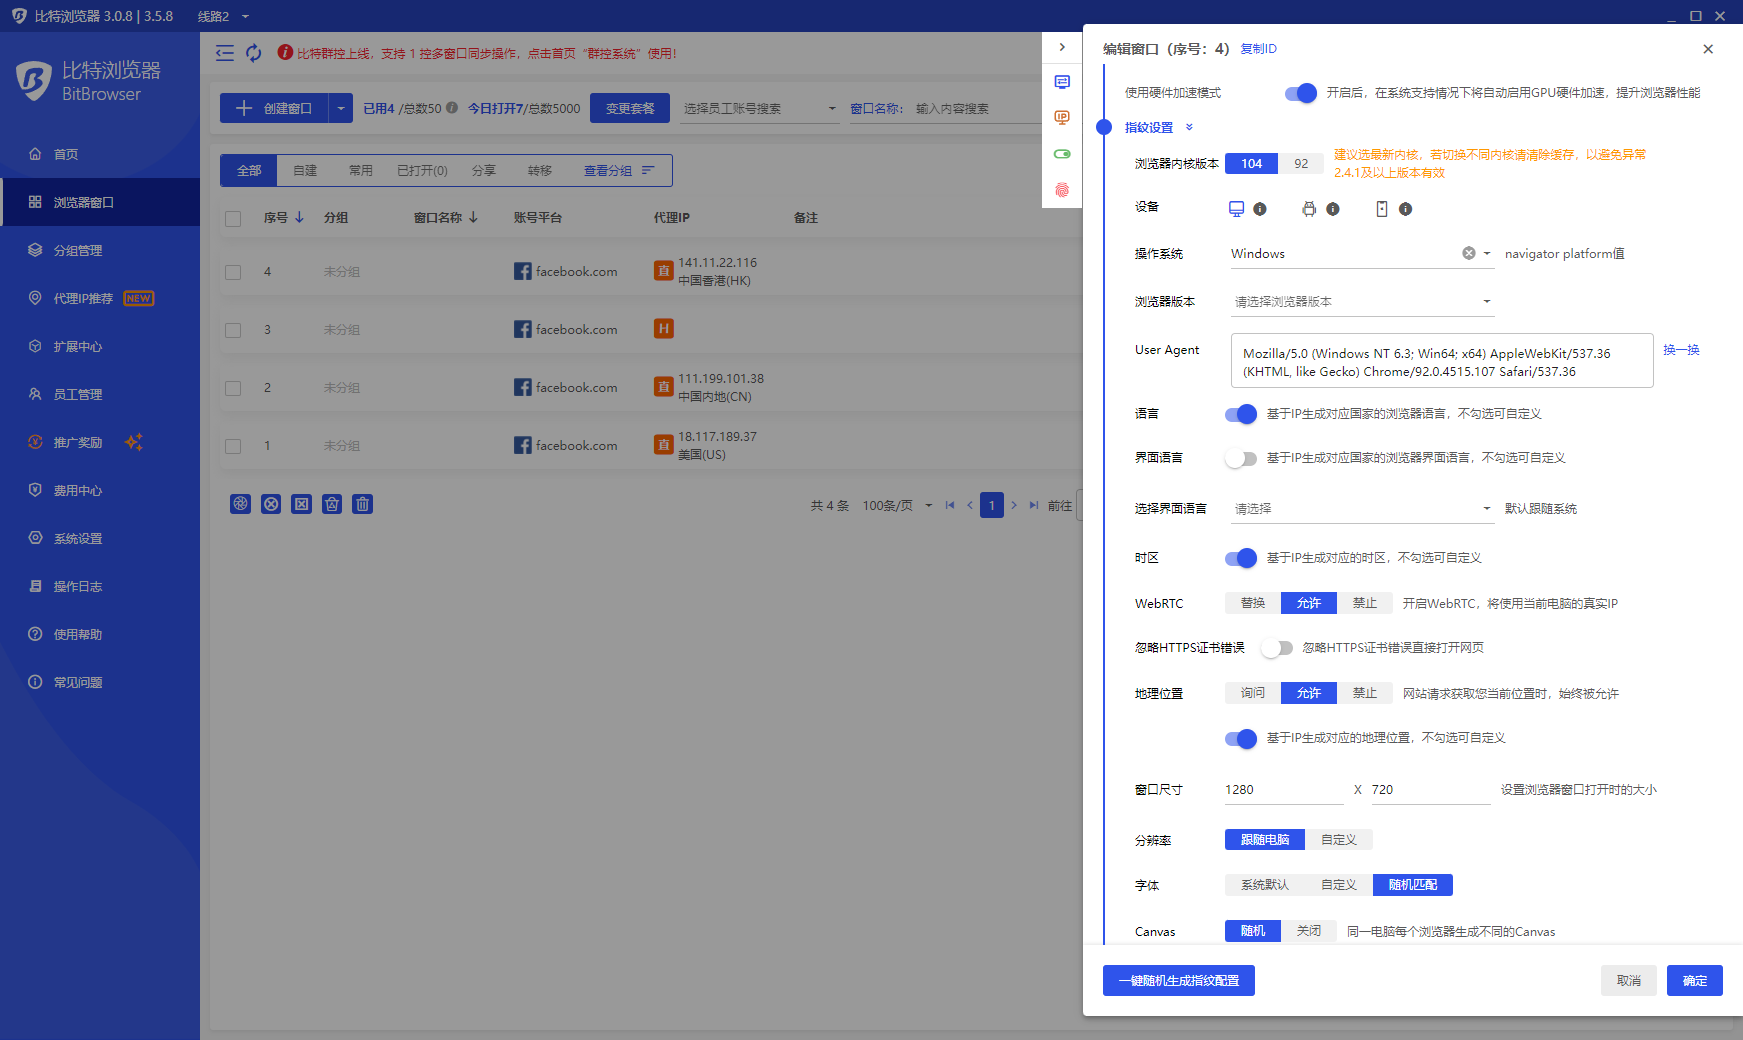 比特浏览器 3.0.8 | 3.5.8
线路2
比特浏览器
BitBrowser
首页
浏览器窗口
分组管理
代理IP推荐 NEW
扩展中心
员工管理
推广奖励
费用中心
系统设置
操作日志
使用帮助
常见问题
比特群控上线，支持 1 控多窗口同步操作，点击首页“群控系统”使用！
创建窗口
已用4 /总数50
今日打开7/总数5000
变更套餐
选择员工账号搜索
窗口名称：
输入内容搜索
全部
自建
常用
已打开(0)
分享
转移
查看分组
序号
分组
窗口名称
账号平台
代理IP
备注
4
未分组
facebook.com
直
141.11.22.116
中国香港(HK)
3
未分组
facebook.com
H
2
未分组
facebook.com
直
111.199.101.38
中国内地(CN)
1
未分组
facebook.com
直
18.117.189.37
美国(US)
共 4 条
100条/页
1
前往
IP
编辑窗口（序号：4）
复制ID
使用硬件加速模式
开启后，在系统支持情况下将自动启用GPU硬件加速，提升浏览器性能
指纹设置
浏览器内核版本
104
92
建议选最新内核，若切换不同内核请清除缓存，以避免异常
2.4.1及以上版本有效
设备
操作系统
Windows
navigator platform值
浏览器版本
请选择浏览器版本
User Agent
Mozilla/5.0 (Windows NT 6.3; Win64; x64) AppleWebKit/537.36
(KHTML, like Gecko) Chrome/92.0.4515.107 Safari/537.36
换一换
语言
基于IP生成对应国家的浏览器语言，不勾选可自定义
界面语言
基于IP生成对应国家的浏览器界面语言，不勾选可自定义
选择界面语言
请选择
默认跟随系统
时区
基于IP生成对应的时区，不勾选可自定义
WebRTC
替换
允许
禁止
开启WebRTC，将使用当前电脑的真实IP
忽略HTTPS证书错误
忽略HTTPS证书错误直接打开网页
地理位置
询问
允许
禁止
网站请求获取您当前位置时，始终被允许
基于IP生成对应的地理位置，不勾选可自定义
窗口尺寸
1280
X
720
设置浏览器窗口打开时的大小
分辨率
跟随电脑
自定义
字体
系统默认
自定义
随机匹配
Canvas
随机
关闭
同一电脑每个浏览器生成不同的Canvas
一键随机生成指纹配置
取消
确定